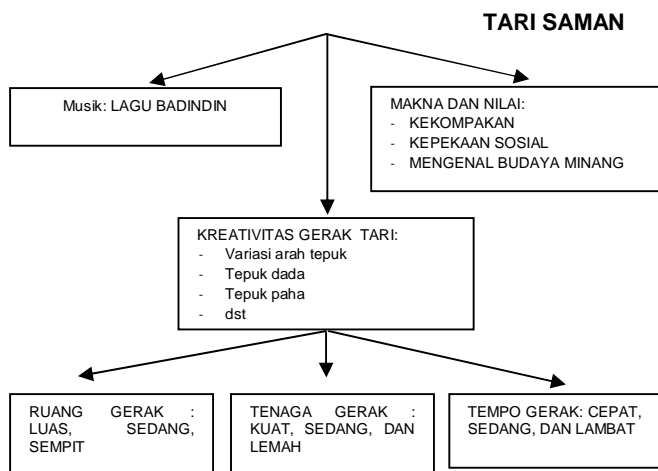 TARI SAMAN
Musik: LAGU BADINDIN
MAKNA DAN NILAI:
- KEKOMPAKAN
- KEPEKAAN SOSIAL
- MENGENAL BUDAYA MINANG
KREATIVITAS GERAK TARI:
- Variasi arah tepuk
- Tepuk dada
- Tepuk paha
- dst
RUANG GERAK :
LUAS, SEDANG,
SEMPIT
TENAGA GERAK :
KUAT, SEDANG, DAN
LEMAH
TEMPO GERAK: CEPAT,
SEDANG, DAN LAMBAT